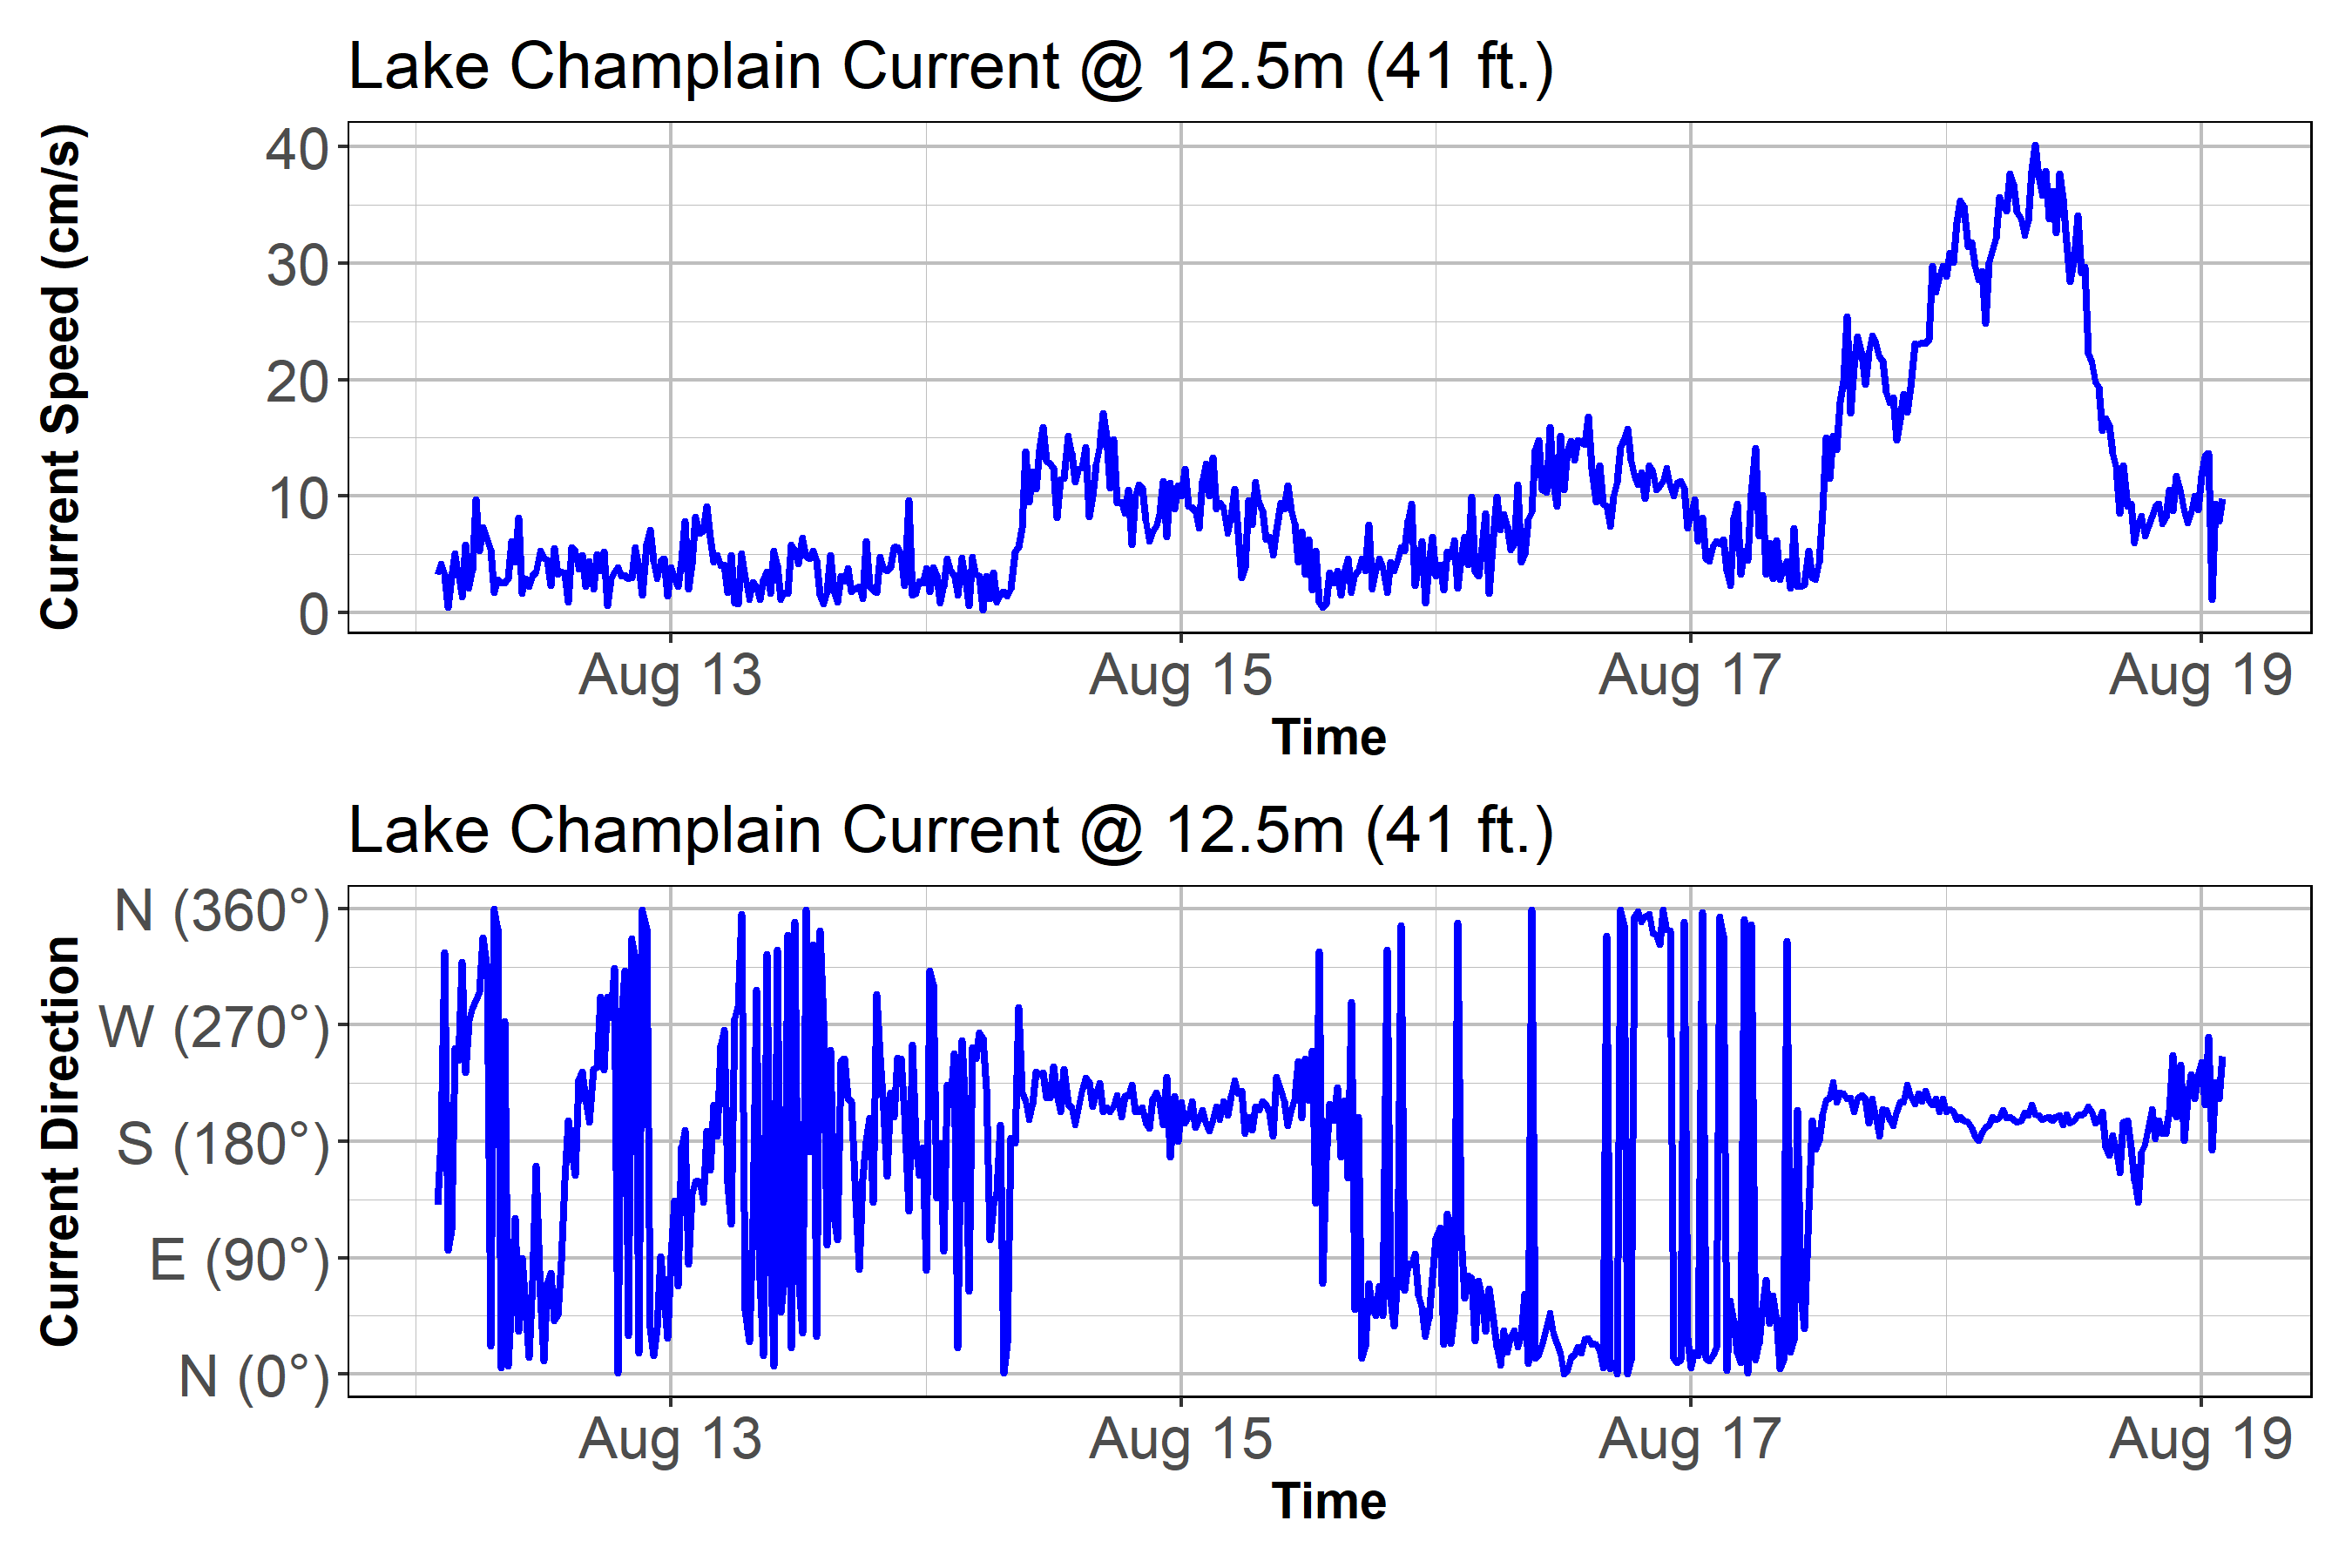 Lake Champlain Current @ 12.5m (41 ft.)
Current Speed (cm/s)
40
30
20
10
0
Aug 13 Aug 15 Aug 17 Aug 19
Time
Lake Champlain Current @ 12.5m (41 ft.)
Current Direction
N (360°)
W (270°)
S (180°)
E (90°)
N (0°)
Aug 13 Aug 15 Aug 17 Aug 19
Time